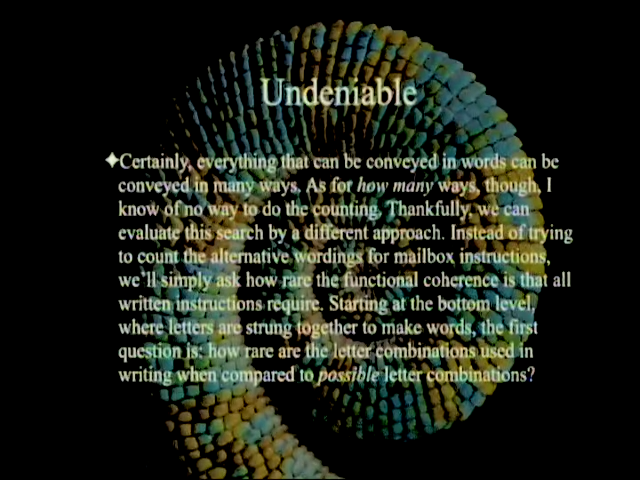 Undeniable
✦Certainly, everything that can be conveyed in words can be
conveyed in many ways. As for how many ways, though, I
know of no way to do the counting. Thankfully, we can
evaluate this search by a different approach. Instead of trying
to count the alternative wordings for mailbox instructions,
we'll simply ask how rare the functional coherence is that all
written instructions require. Starting at the bottom level,
where letters are strung together to make words, the first
question is: how rare are the letter combinations used in
writing when compared to possible letter combinations?